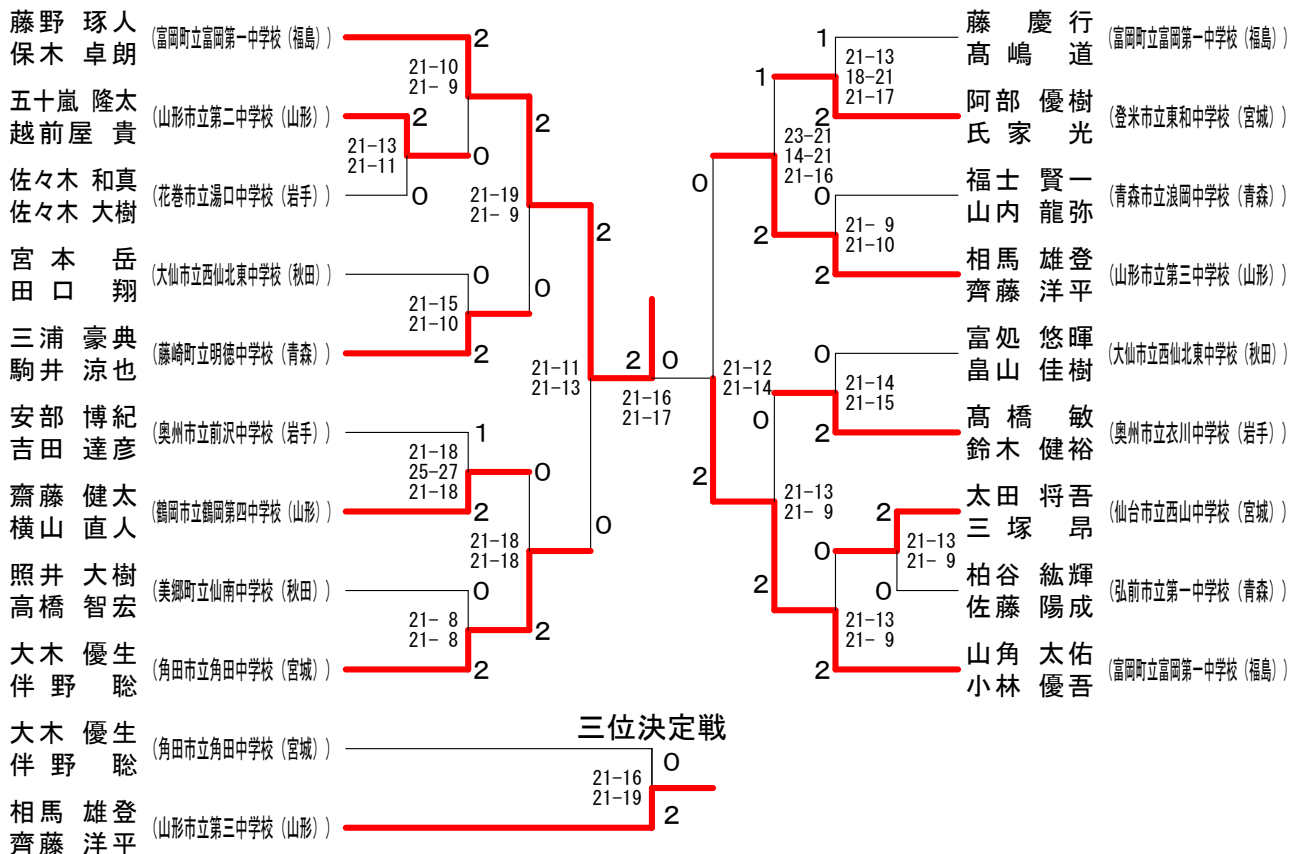 藤野 琢人
保木 卓朗
(富岡町立富岡第一中学校（福島）)
2
21-10
21- 9
五十嵐 隆太
越前屋 貴
(山形市立第二中学校（山形）)
2
21-13
21-11
0
2
佐々木 和真
佐々木 大樹
(花巻市立湯口中学校（岩手）)
0
21-19
21- 9
2
宮本 岳
田口 翔
(大仙市立西仙北東中学校（秋田）)
0
0
21-15
21-10
三浦 豪典
駒井 涼也
(藤崎町立明徳中学校（青森）)
2
21-11
21-13
安部 博紀
吉田 達彦
(奥州市立前沢中学校（岩手）)
1
21-18
25-27
21-18
0
齋藤 健太
横山 直人
(鶴岡市立鶴岡第四中学校（山形）)
2
0
21-18
21-18
照井 大樹
高橋 智宏
(美郷町立仙南中学校（秋田）)
0
21- 8
21- 8
2
大木 優生
伴野 聡
(角田市立角田中学校（宮城）)
2
2
0
21-16
21-17
藤 慶行
髙嶋 道
(富岡町立富岡第一中学校（福島）)
1
21-13
18-21
21-17
1
阿部 優樹
氏家 光
(登米市立東和中学校（宮城）)
2
23-21
14-21
21-16
0
福士 賢一
山内 龍弥
(青森市立浪岡中学校（青森）)
0
21- 9
21-10
2
相馬 雄登
齊藤 洋平
(山形市立第三中学校（山形）)
2
富処 悠暉
畠山 佳樹
(大仙市立西仙北東中学校（秋田）)
0
21-12
21-14
21-14
21-15
0
髙橋 敏
鈴木 健裕
(奥州市立衣川中学校（岩手）)
2
2
21-13
21- 9
太田 将吾
三塚 昂
(仙台市立西山中学校（宮城）)
2
21-13
21- 9
0
柏谷 紘輝
佐藤 陽成
(弘前市立第一中学校（青森）)
0
2
21-13
21- 9
山角 太佑
小林 優吾
(富岡町立富岡第一中学校（福島）)
2
三位決定戦
大木 優生
伴野 聡
(角田市立角田中学校（宮城）)
0
21-16
21-19
相馬 雄登
齊藤 洋平
(山形市立第三中学校（山形）)
2